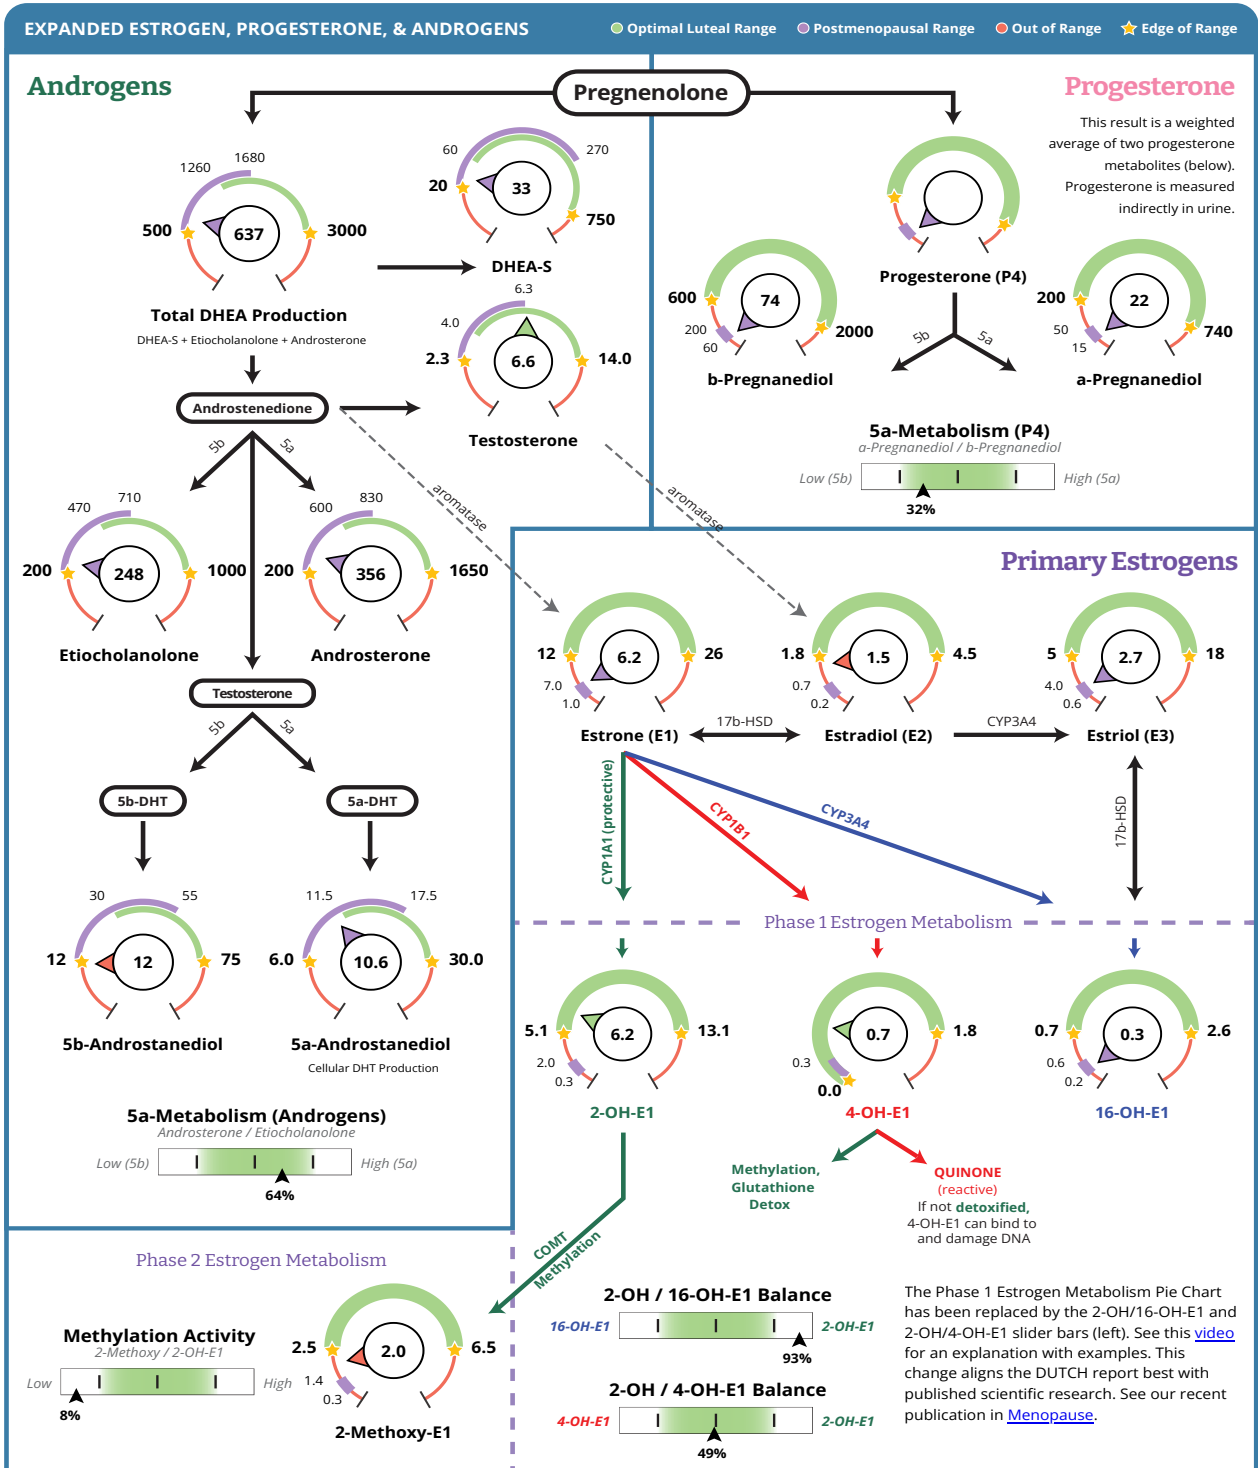 EXPANDED ESTROGEN, PROGESTERONE, & ANDROGENS
Optimal Luteal Range
Postmenopausal Range
Out of Range
Edge of Range
Androgens
Pregnenolone
Progesterone
This result is a weighted
average of two progesterone
metabolites (below).
Progesterone is measured
indirectly in urine.
1260
1680
500
637
3000
Total DHEA Production
DHEA-S + Etiocholanolone + Androsterone
60
270
20
33
750
DHEA-S
4.0
6.3
2.3
6.6
14.0
Testosterone
Progesterone (P4)
5b
5a
600
200
60
74
2000
b-Pregnanediol
200
50
15
22
740
a-Pregnanediol
5a-Metabolism (P4)
a-Pregnanediol / b-Pregnanediol
Low (5b)
High (5a)
32%
Androstenedione
5b
5a
aromatase
aromatase
470
710
200
248
1000
Etiocholanolone
600
830
200
356
1650
Androsterone
Testosterone
5b
5a
5b-DHT
5a-DHT
30
55
12
12
75
5b-Androstanediol
11.5
17.5
6.0
10.6
30.0
5a-Androstanediol
Cellular DHT Production
5a-Metabolism (Androgens)
Androsterone / Etiocholanolone
Low (5b)
High (5a)
64%
Primary Estrogens
12
7.0
1.0
6.2
26
Estrone (E1)
17b-HSD
1.8
0.7
0.2
1.5
4.5
Estradiol (E2)
CYP3A4
5
4.0
0.6
2.7
18
Estriol (E3)
CYP1A1 (protective)
CYP1B1
CYP3A4
17b-HSD
Phase 1 Estrogen Metabolism
5.1
2.0
0.3
6.2
13.1
2-OH-E1
0.3
0.0
0.7
1.8
4-OH-E1
0.7
0.6
0.2
0.3
2.6
16-OH-E1
Methylation,
Glutathione
Detox
QUINONE
(reactive)
If not detoxified,
4-OH-E1 can bind to
and damage DNA
COMT
Methylation
Phase 2 Estrogen Metabolism
Methylation Activity
2-Methoxy / 2-OH-E1
Low
High
8%
2.5
1.4
0.3
2.0
6.5
2-Methoxy-E1
2-OH / 16-OH-E1 Balance
16-OH-E1
2-OH-E1
93%
2-OH / 4-OH-E1 Balance
4-OH-E1
2-OH-E1
49%
The Phase 1 Estrogen Metabolism Pie Chart
has been replaced by the 2-OH/16-OH-E1 and
2-OH/4-OH-E1 slider bars (left). See this video
for an explanation with examples. This
change aligns the DUTCH report best with
published scientific research. See our recent
publication in Menopause.